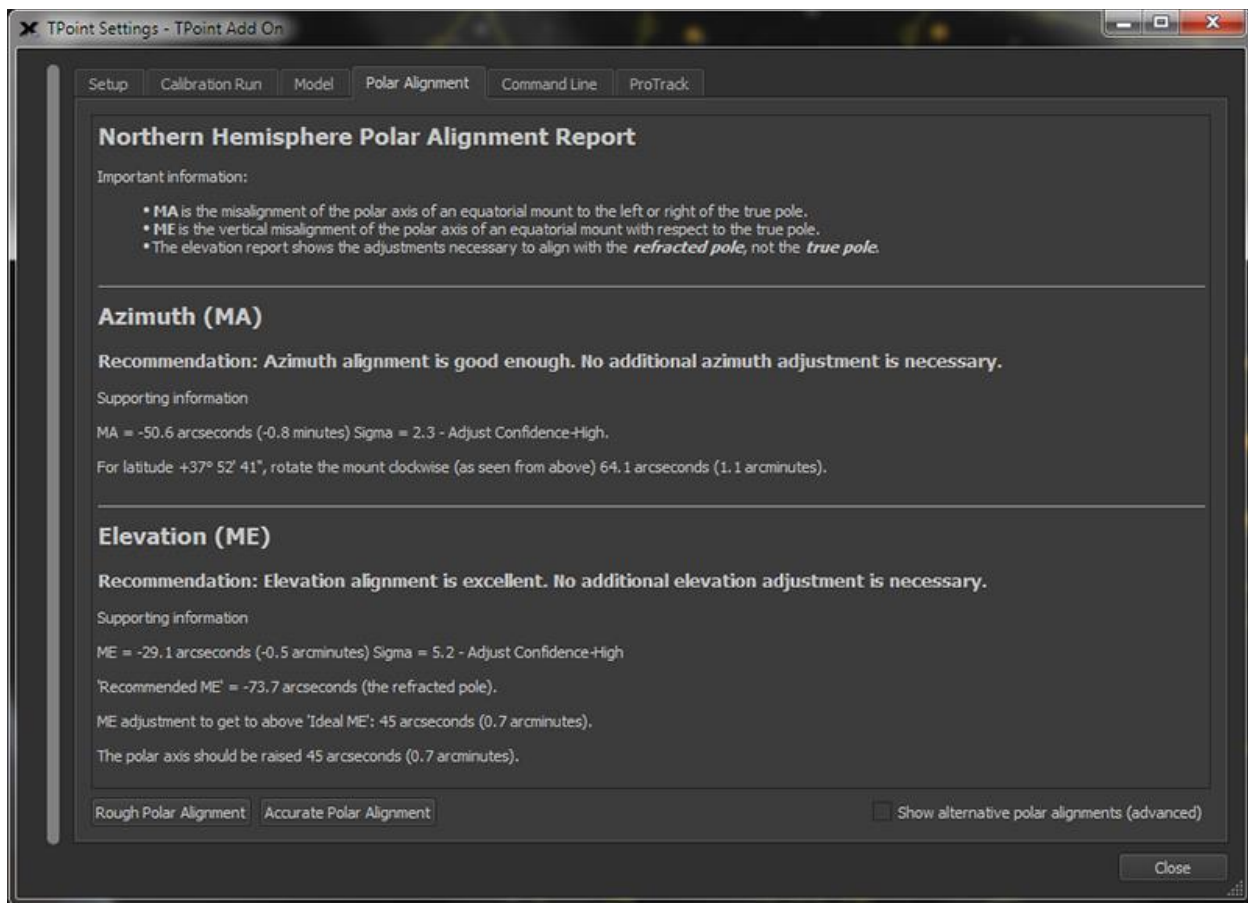 TPoint Settings - TPoint Add On
Setup Calibration Run Model Polar Alignment Command Line ProTrack
Northern Hemisphere Polar Alignment Report
Important information:
• MA is the misalignment of the polar axis of an equatorial mount to the left or right of the true pole.
• ME is the vertical misalignment of the polar axis of an equatorial mount with respect to the true pole.
• The elevation report shows the adjustments necessary to align with the refracted pole, not the true pole.
Azimuth (MA)
Recommendation: Azimuth alignment is good enough. No additional azimuth adjustment is necessary.
Supporting information
MA = -50.6 arcseconds (-0.8 minutes) Sigma = 2.3 - Adjust Confidence-High.
For latitude +37° 52' 41", rotate the mount clockwise (as seen from above) 64.1 arcseconds (1.1 arcminutes).
Elevation (ME)
Recommendation: Elevation alignment is excellent. No additional elevation adjustment is necessary.
Supporting information
ME = -29.1 arcseconds (-0.5 arcminutes) Sigma = 5.2 - Adjust Confidence-High
'Recommended ME' = -73.7 arcseconds (the refracted pole).
ME adjustment to get to above 'Ideal ME': 45 arcseconds (0.7 arcminutes).
The polar axis should be raised 45 arcseconds (0.7 arcminutes).
Rough Polar Alignment Accurate Polar Alignment Show alternative polar alignments (advanced)
Close